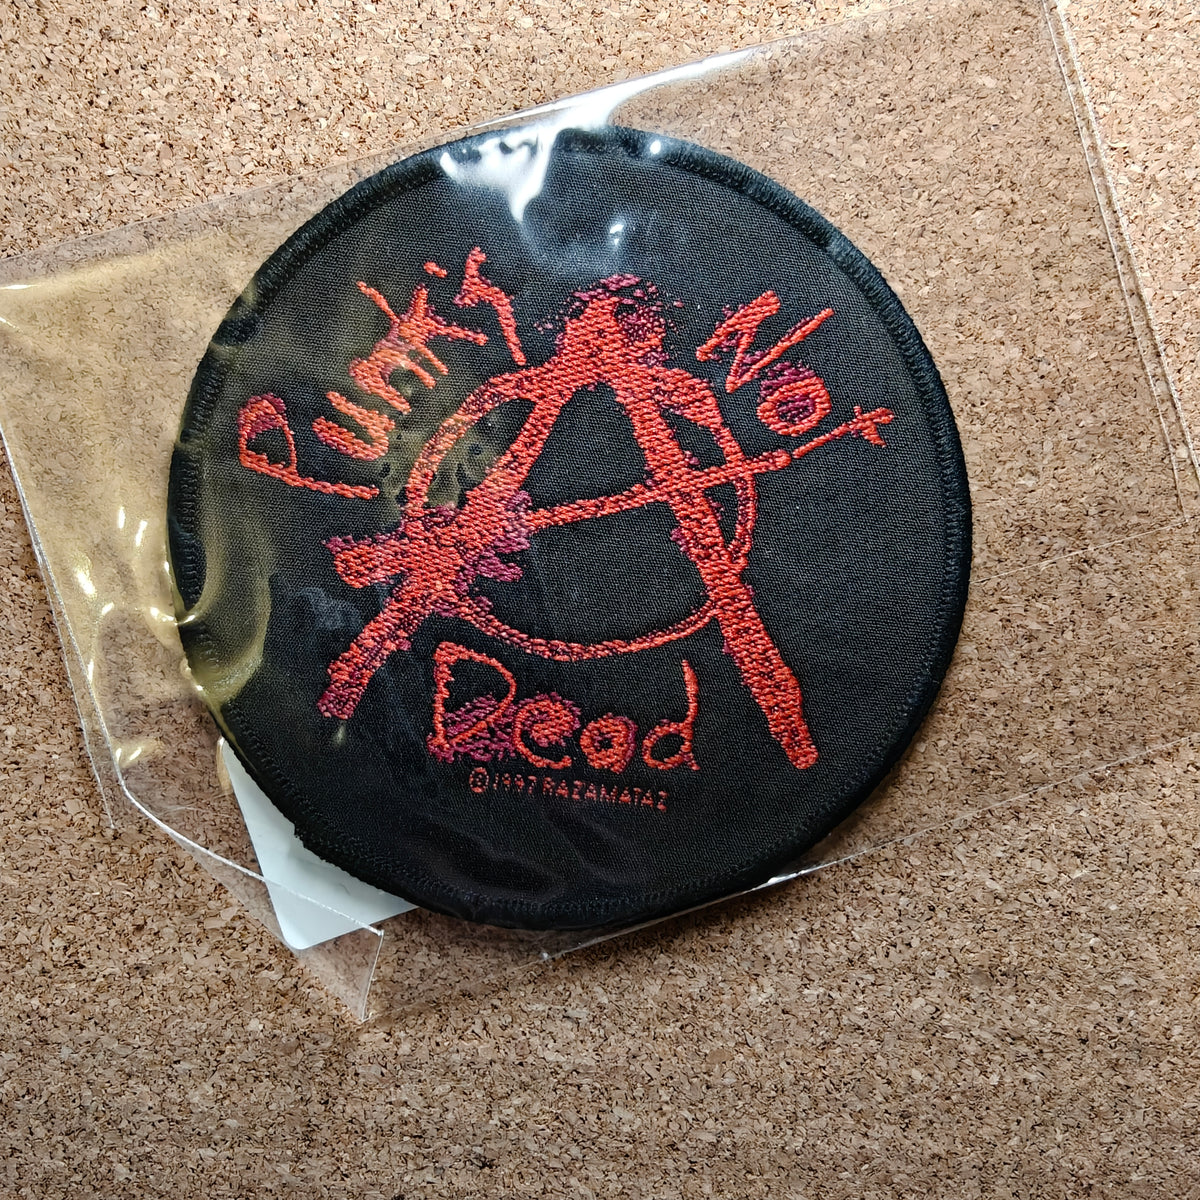 Punk's Not
Dead
© 1997 RAZAMATAZ